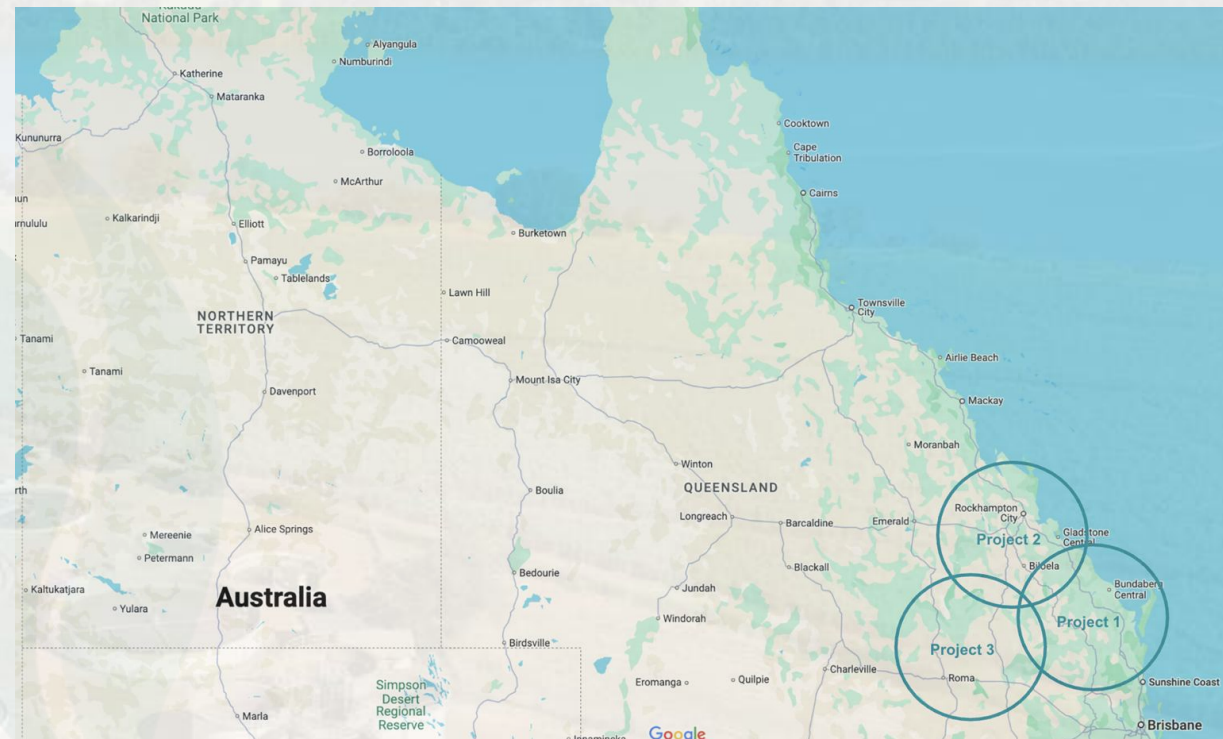 National Park
Alyangula
Numburindi
Katherine
Mataranka
Cooktown
Kununurra
Cape
Tribulation
Borroloola
McArthur
Cairns
Kalkarindji
Elliott
Burketown
Pamayu
Tablelands
Lawn Hill
Townsville
City
NORTHERN
TERRITORY
Tanami
Camooweal
Airlie Beach
Tanami
Mount Isa City
Davenport
Mackay
Moranbah
Winton
QUEENSLAND
Boulia
Longreach
Barcaldine
Emerald
Rockhampton
City
Alice Springs
Mereenie
Gladstone
Central
Project 2
Petermann
Blackall
Biloela
Bedourie
Kaltukatjara
Australia
Jundah
Bundaberg
Central
Yulara
Windorah
Project 1
Birdsville
Project 3
Charleville
Roma
Eromanga
Quilpie
Sunshine Coast
Simpson
Desert
Regional
Reserve
Marla
Brisbane
Google